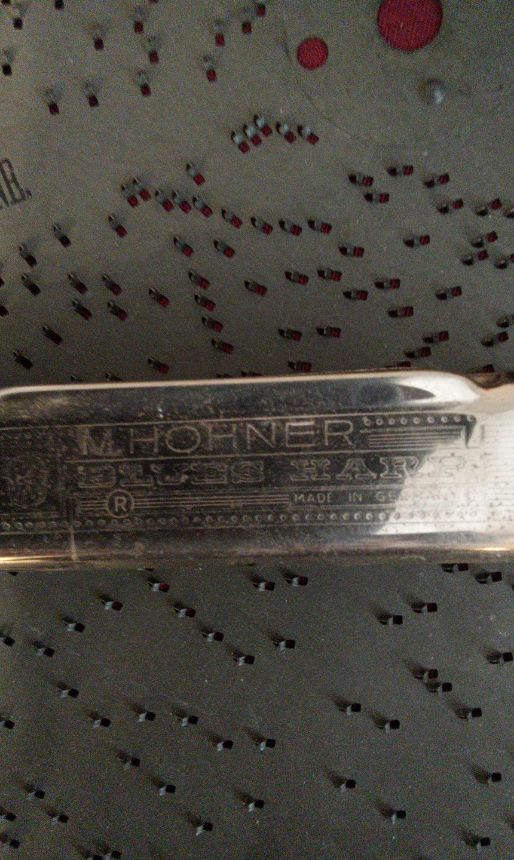 M. HOHNER
BLUES HARP
® MADE IN GERMANY